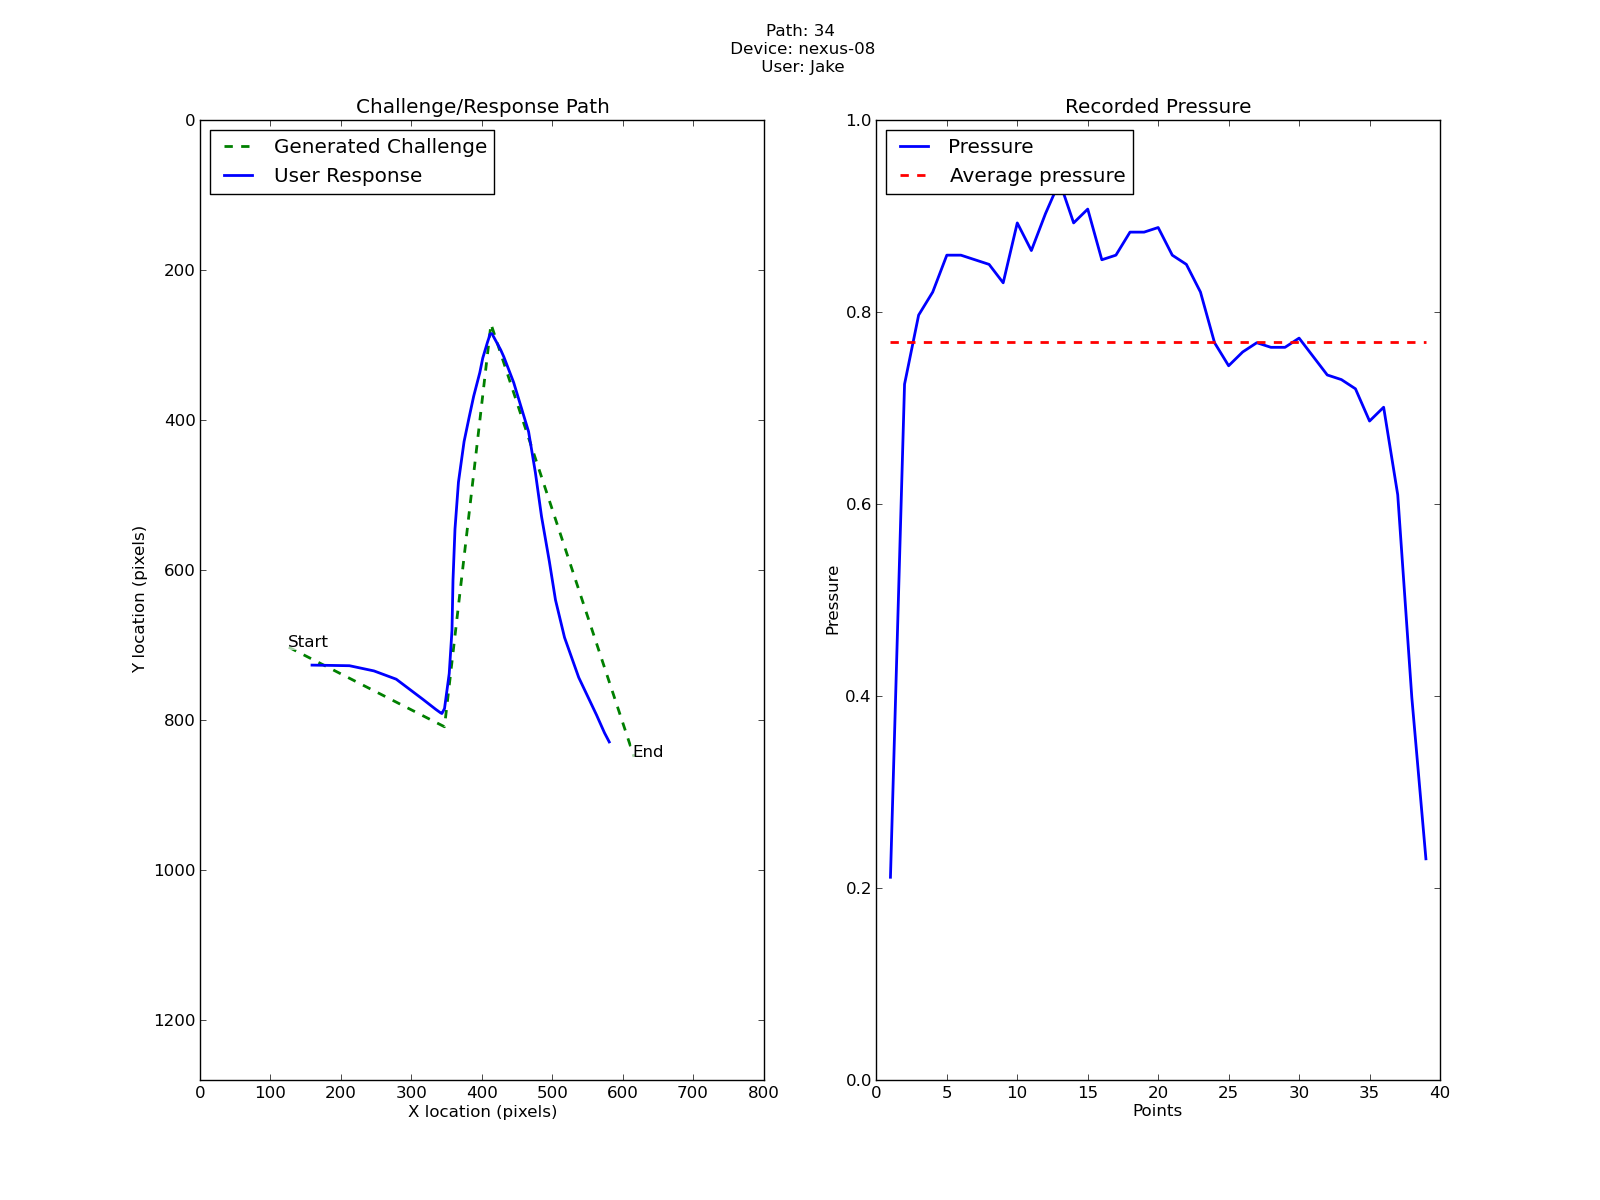 Path: 34
Device: nexus-08
User: Jake
Challenge/Response Path
Generated Challenge
User Response
0
200
400
600
800
1000
1200
Y location (pixels)
Start
End
0 100 200 300 400 500 600 700 800
X location (pixels)
Recorded Pressure
Pressure
Average pressure
1.0
0.8
0.6
0.4
0.2
0.0
Pressure
0 5 10 15 20 25 30 35 40
Points